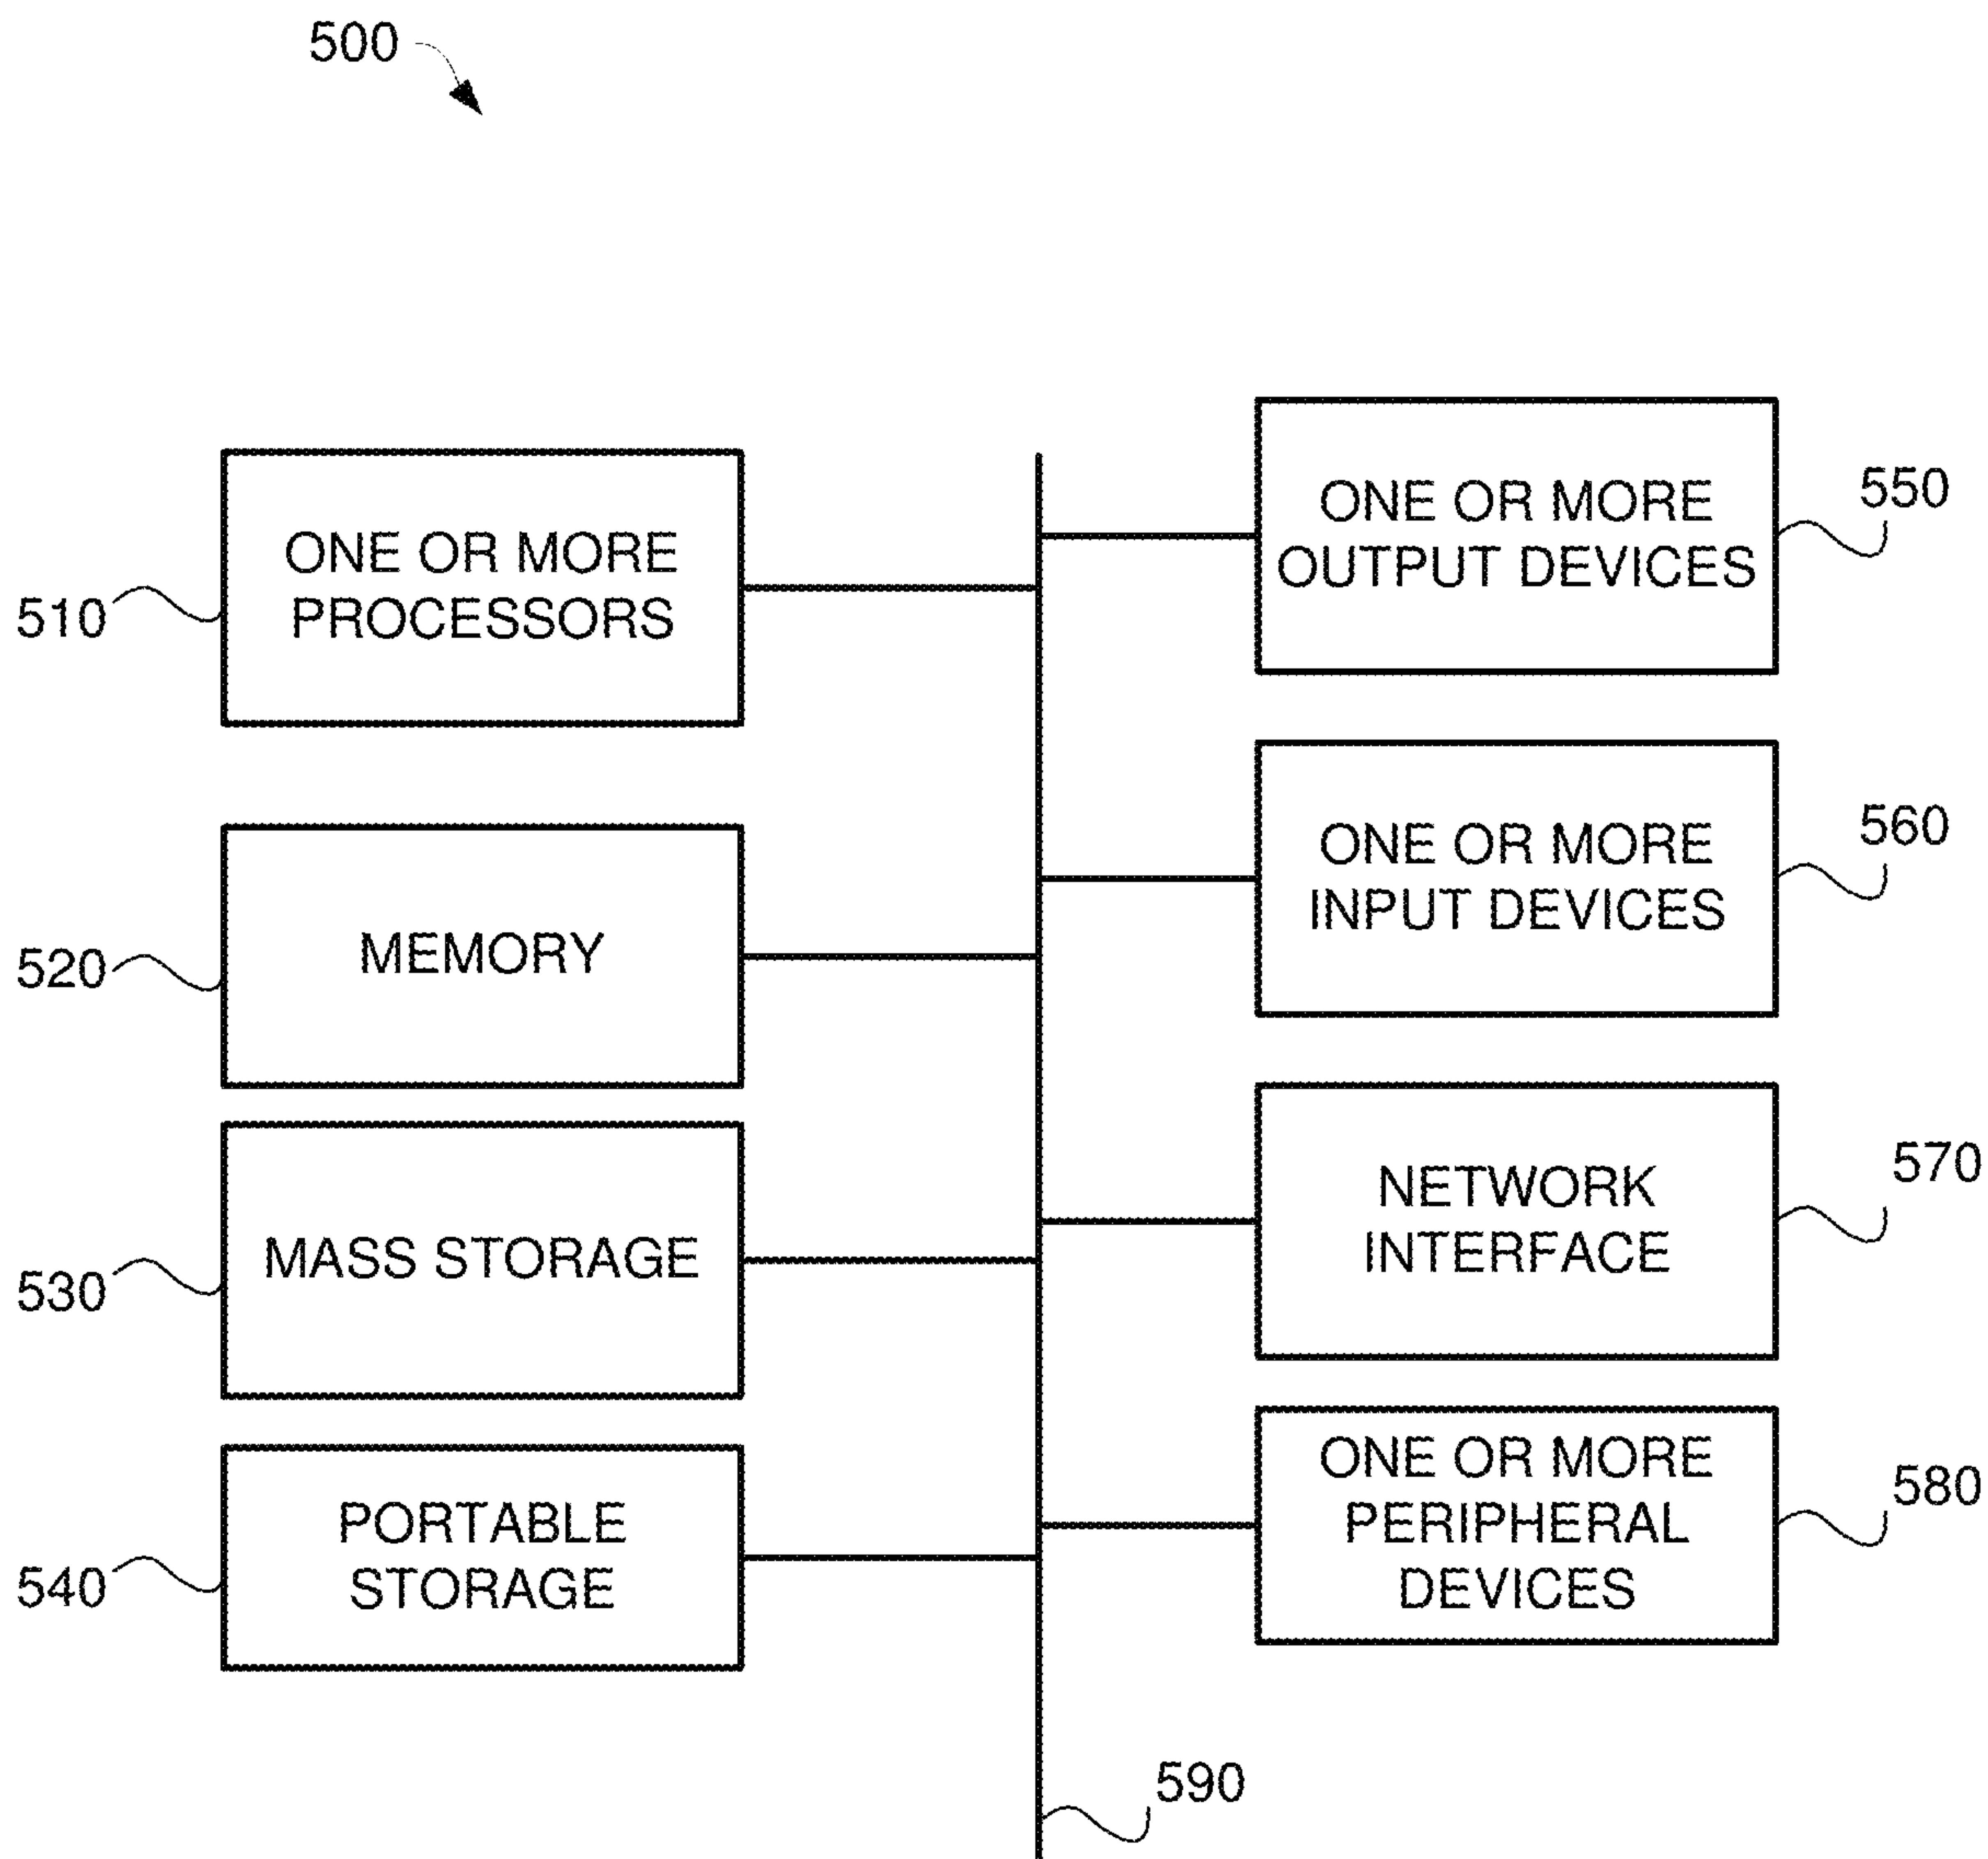 500
ONE OR MORE
PROCESSORS
510
MEMORY
520
MASS STORAGE
530
PORTABLE
STORAGE
540
ONE OR MORE
OUTPUT DEVICES
550
ONE OR MORE
INPUT DEVICES
560
NETWORK
INTERFACE
570
ONE OR MORE
PERIPHERAL
DEVICES
580
590